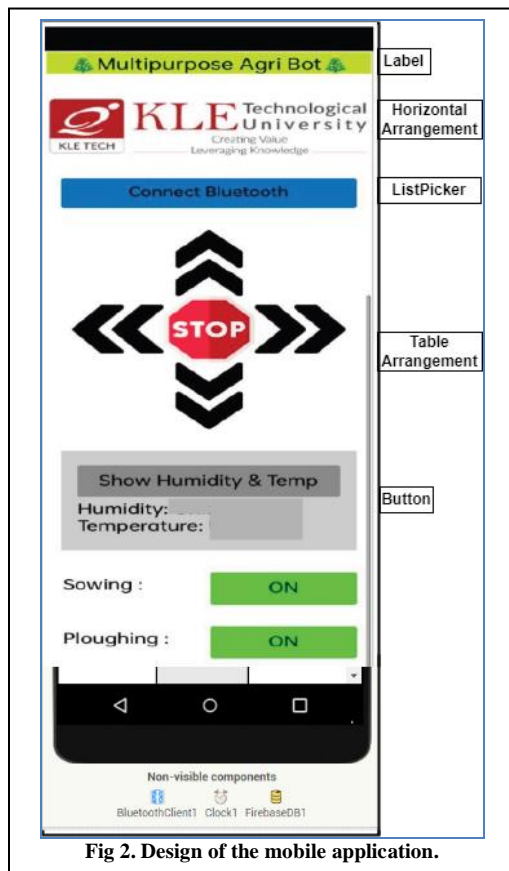 Multipurpose Agri Bot
Label
KLE TECH
KLE Technological
University
Creating Value
Leveraging Knowledge
Horizontal
Arrangement
Connect Bluetooth
ListPicker
STOP
Table
Arrangement
Show Humidity & Temp
Humidity:
Temperature:
Button
Sowing : ON
Ploughing : ON
Non-visible components
BluetoothClient1 Clock1 FirebaseDB1
Fig 2. Design of the mobile application.